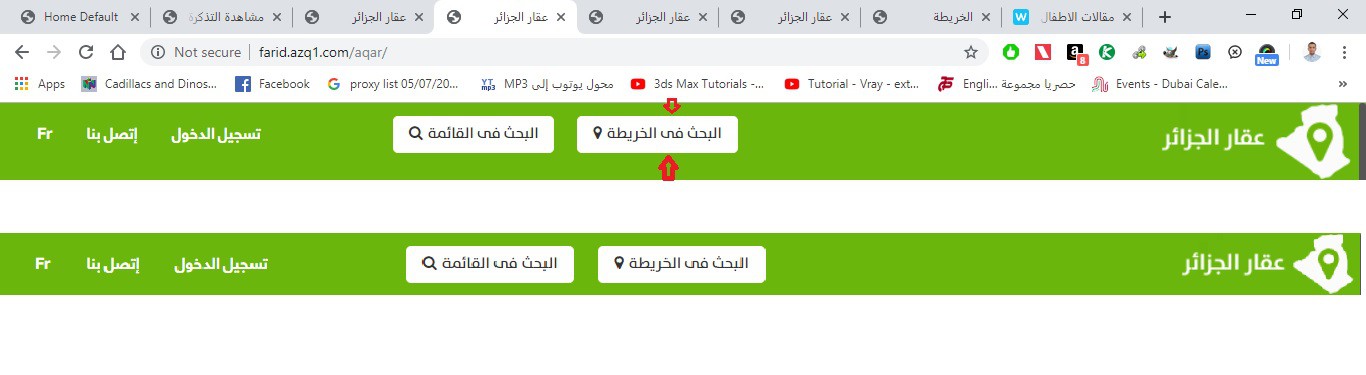 Home Default
مشاهدة التذكرة
عقار الجزائر
عقار الجزائر
عقار الجزائر
عقار الجزائر
الخريطة
مقالات الاطفال
Not secure | farid.azq1.com/aqar/
8
New
Apps
Cadillacs and Dinos...
Facebook
proxy list 05/07/20...
محول يوتوب إلى MP3
3ds Max Tutorials -...
Tutorial - Vray - ext...
حصريا مجموعة Engli...
Events - Dubai Cale...
عقار الجزائر
البحث فى الخريطة
البحث فى القائمة
تسجيل الدخول
إتصل بنا
Fr
عقار الجزائر
البحث فى الخريطة
البحث فى القائمة
تسجيل الدخول
إتصل بنا
Fr